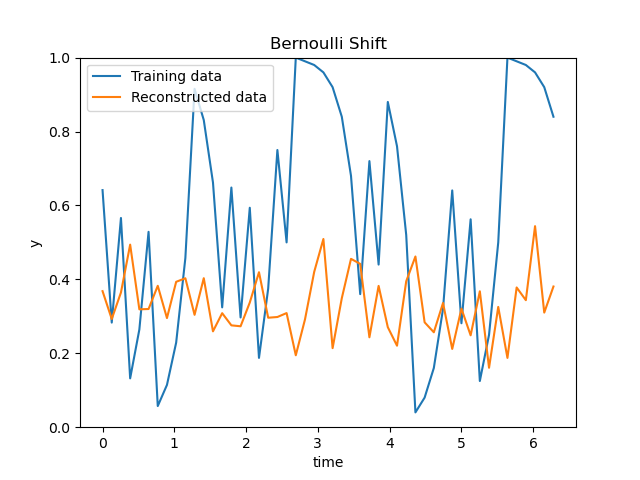 Bernoulli Shift
Training data
Reconstructed data
1.0
0.8
0.6
0.4
0.2
0.0
y
0 1 2 3 4 5 6
time